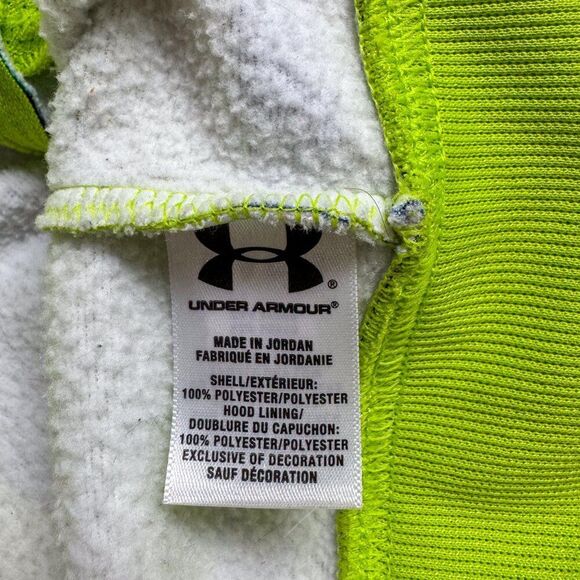 UNDER ARMOUR®
MADE IN JORDAN
FABRIQUÉ EN JORDANIE
SHELL/EXTÉRIEUR:
100% POLYESTER/POLYESTER
HOOD LINING/
DOUBLURE DU CAPUCHON:
100% POLYESTER/POLYESTER
EXCLUSIVE OF DECORATION
SAUF DÉCORATION